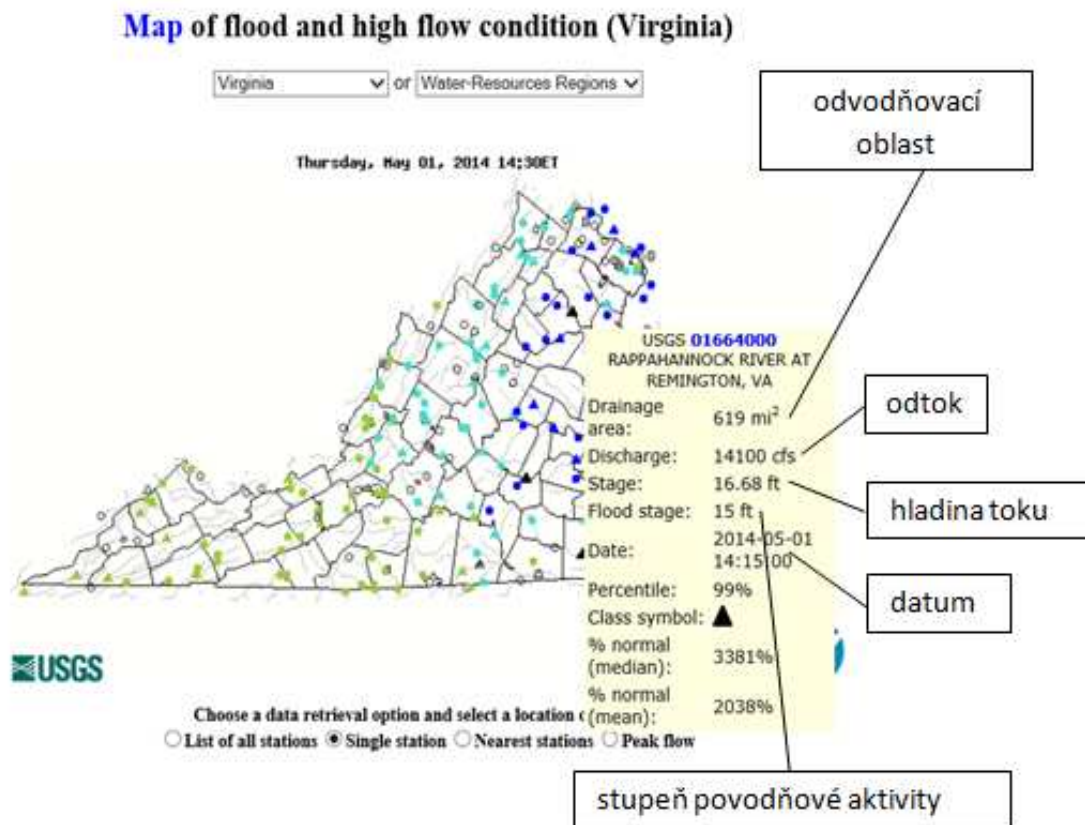 Map of flood and high flow condition (Virginia)
Virginia or Water-Resources Regions
odvodňovací
oblast
Thursday, May 01, 2014 14:30ET
USGS 01664000
RAPPAHANNOCK RIVER AT
REMINGTON, VA
Drainage
area: 619 mi²
Discharge: 14100 cfs
odtok
Stage: 16.68 ft
Flood stage: 15 ft
hladina toku
Date: 2014-05-01
14:15:00
datum
Percentile: 99%
Class symbol:
% normal
(median): 3381%
% normal
(mean): 2038%
USGS
Choose a data retrieval option and select a location
List of all stations Single station Nearest stations Peak flow
stupeň povodňové aktivity